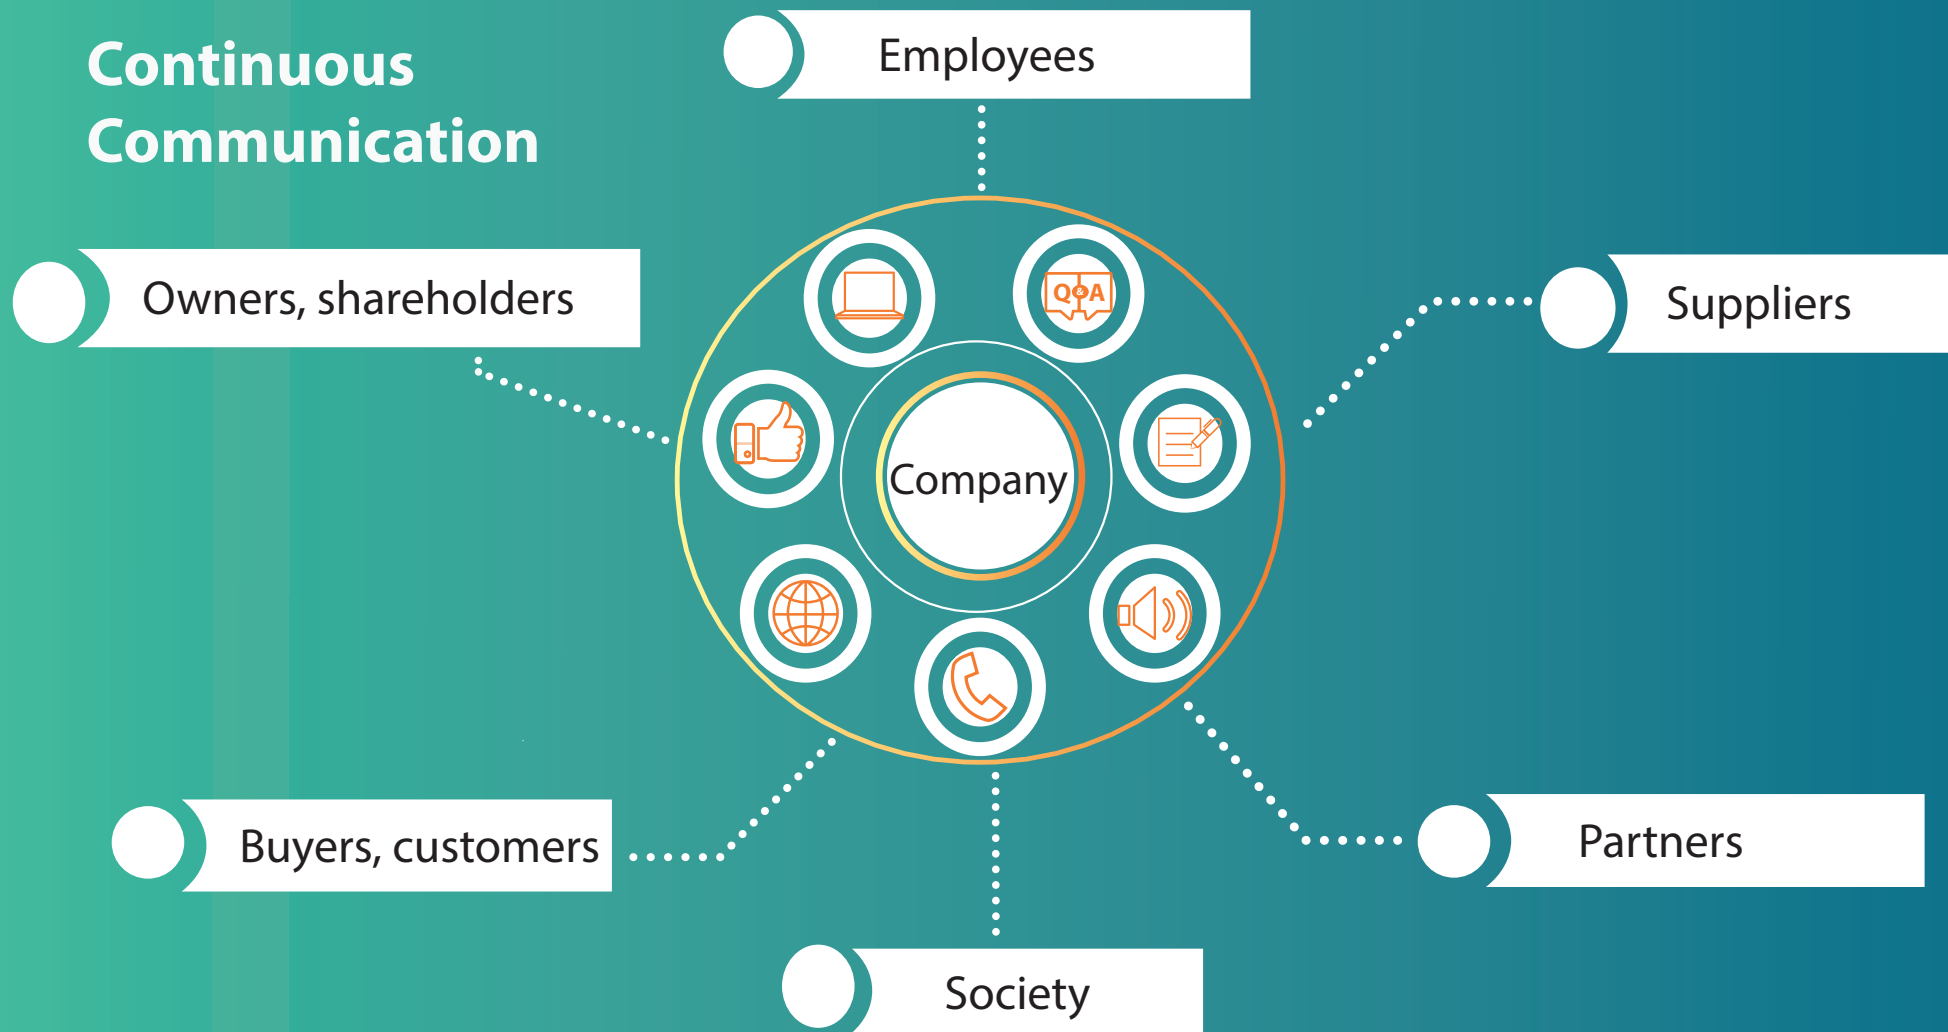 Continuous
Communication
Employees
Owners, shareholders
Suppliers
Q&A
Company
Buyers, customers
Partners
Society